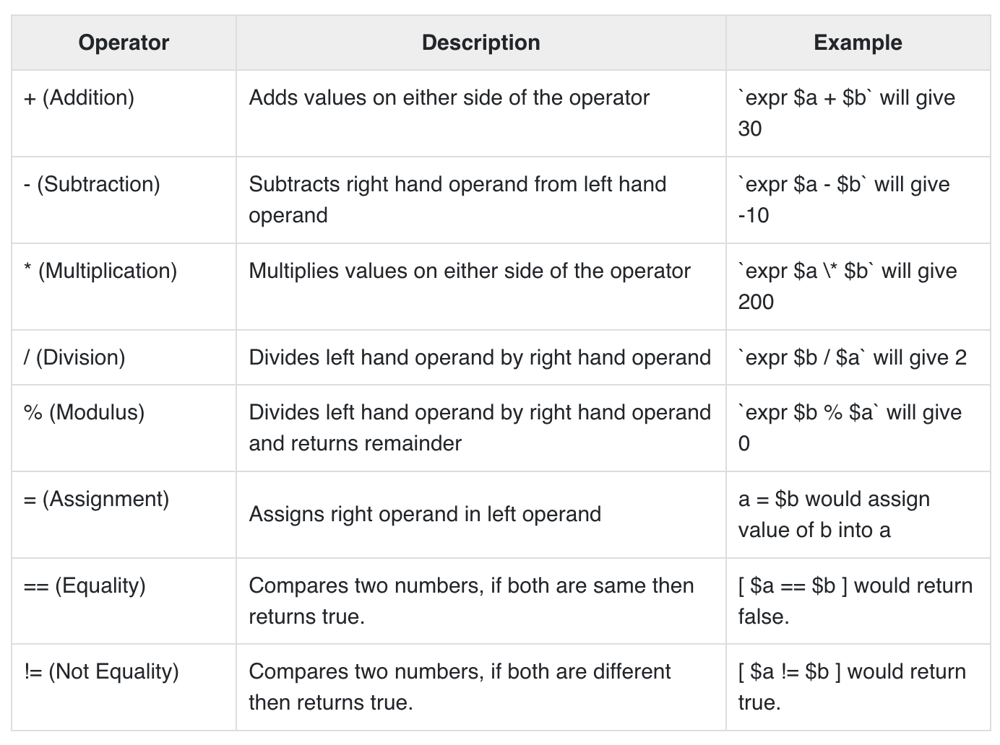 Operator Description Example
+ (Addition) Adds values on either side of the operator `expr $a + $b` will give
30
- (Subtraction) Subtracts right hand operand from left hand
operand
`expr $a - $b` will give
-10
* (Multiplication) Multiplies values on either side of the operator `expr $a \* $b` will give
200
/ (Division) Divides left hand operand by right hand operand `expr $b / $a` will give 2
% (Modulus) Divides left hand operand by right hand operand
and returns remainder
`expr $b % $a` will give
0
= (Assignment) Assigns right operand in left operand
a = $b would assign
value of b into a
== (Equality) Compares two numbers, if both are same then
returns true.
[ $a == $b ] would return
false.
!= (Not Equality) Compares two numbers, if both are different
then returns true.
[ $a != $b ] would return
true.